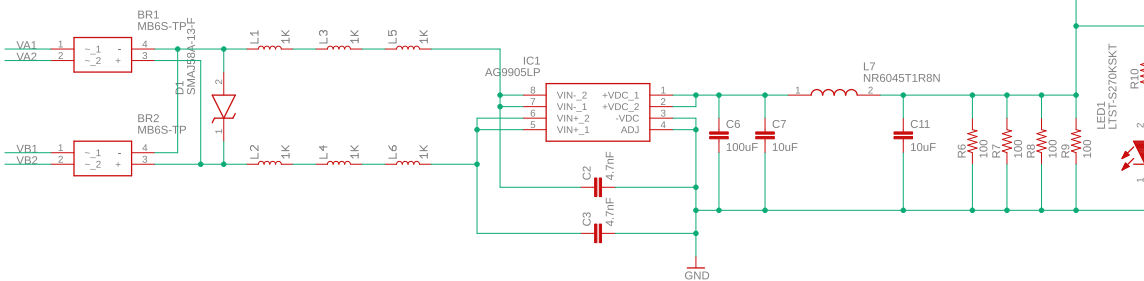 BR1
MB6S-TP
VA1
VA2
1
2
~_1
~_2
-
+
4
3
D1
SMAJ58A-13-F
2
1
BR2
MB6S-TP
VB1
VB2
1
2
~_1
~_2
-
+
4
3
L1
1K
L3
1K
L5
1K
L2
1K
L4
1K
L6
1K
IC1
AG9905LP
8
7
6
5
VIN-_2
VIN-_1
VIN+_2
VIN+_1
+VDC_1
+VDC_2
-VDC
ADJ
1
2
3
4
C2
4.7nF
C3
4.7nF
GND
C6
100uF
C7
10uF
L7
NR6045T1R8N
1
2
C11
10uF
R6
100
R7
100
R8
100
R9
100
LED1
LTST-S270KSKT
2
1
R10